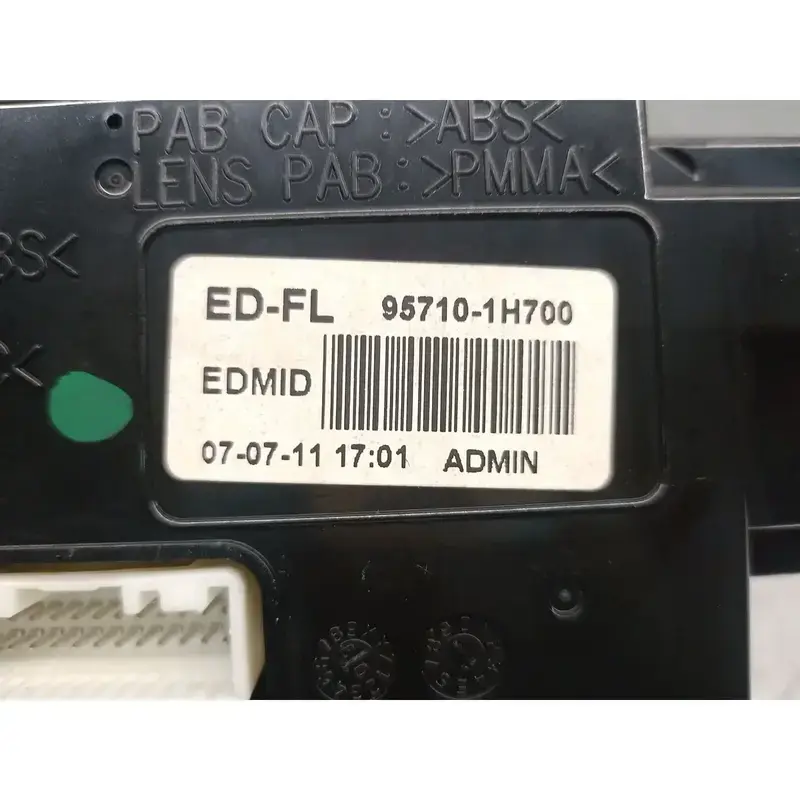 PAB CAP : >ABS<
LENS PAB : >PMMA<
BS<
ED-FL 95710-1H700
EDMID
07-07-11 17:01 ADMIN